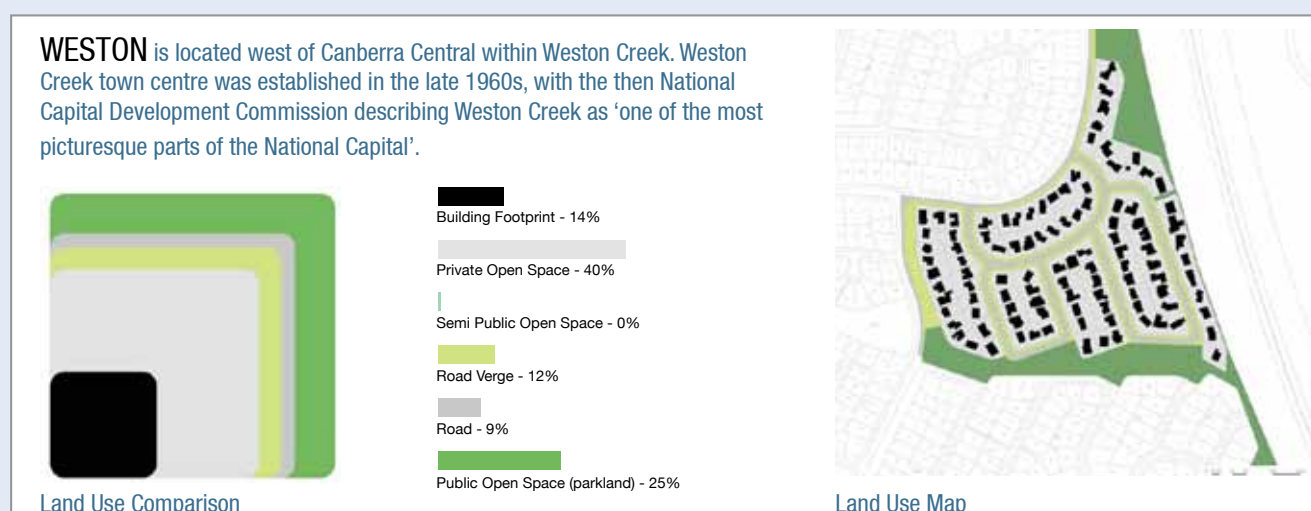 WESTON is located west of Canberra Central within Weston Creek. Weston
Creek town centre was established in the late 1960s, with the then National
Capital Development Commission describing Weston Creek as ‘one of the most
picturesque parts of the National Capital’.
Building Footprint - 14%
Private Open Space - 40%
Semi Public Open Space - 0%
Road Verge - 12%
Road - 9%
Public Open Space (parkland) - 25%
Land Use Comparison
Land Use Map